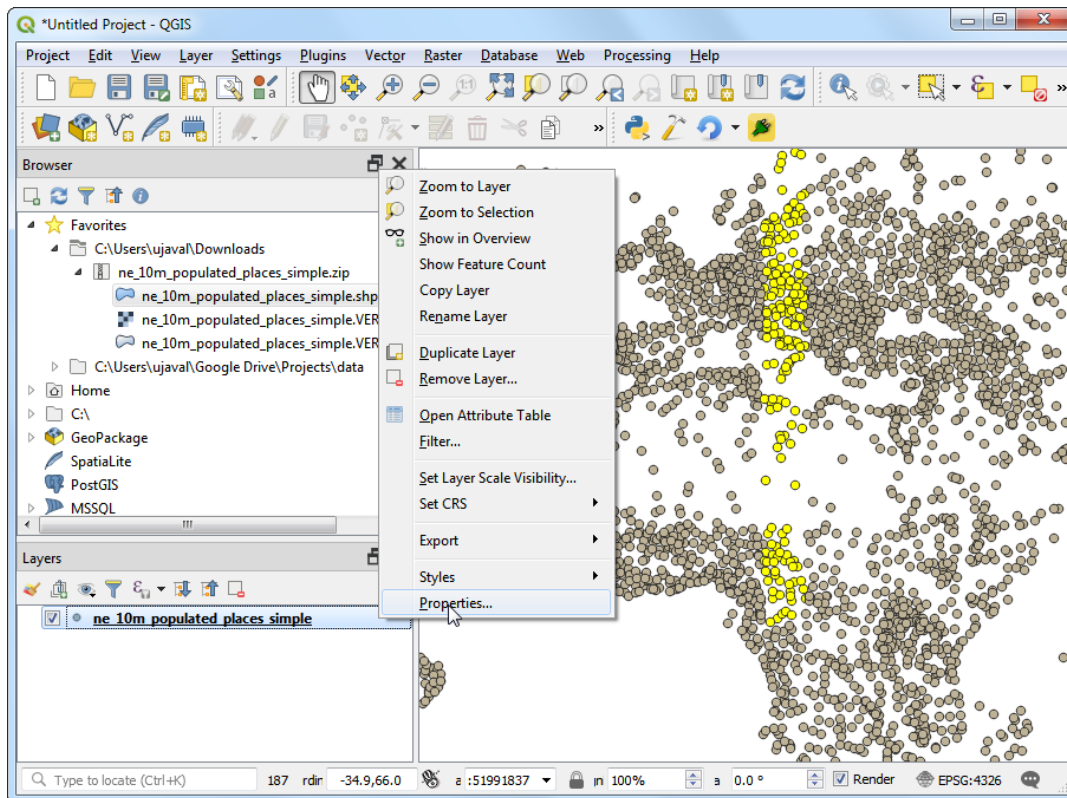 *Untitled Project - QGIS
Project Edit View Layer Settings Plugins Vector Raster Database Web Processing Help
1:1
a
ε
»
»
Browser
Favorites
C:\Users\ujaval\Downloads
ne_10m_populated_places_simple.zip
ne_10m_populated_places_simple.shp
ne_10m_populated_places_simple.VER
ne_10m_populated_places_simple.VER
C:\Users\ujaval\Google Drive\Projects\data
Home
C:\
GeoPackage
SpatiaLite
PostGIS
MSSQL
Zoom to Layer
Zoom to Selection
Show in Overview
Show Feature Count
Copy Layer
Rename Layer
Duplicate Layer
Remove Layer...
Open Attribute Table
Filter...
Set Layer Scale Visibility...
Set CRS
Export
Styles
Properties...
Layers
ne_10m_populated_places_simple
Type to locate (Ctrl+K) 187 rdir -34.9,66.0 a :51991837 ın 100% a 0.0 ° Render EPSG:4326